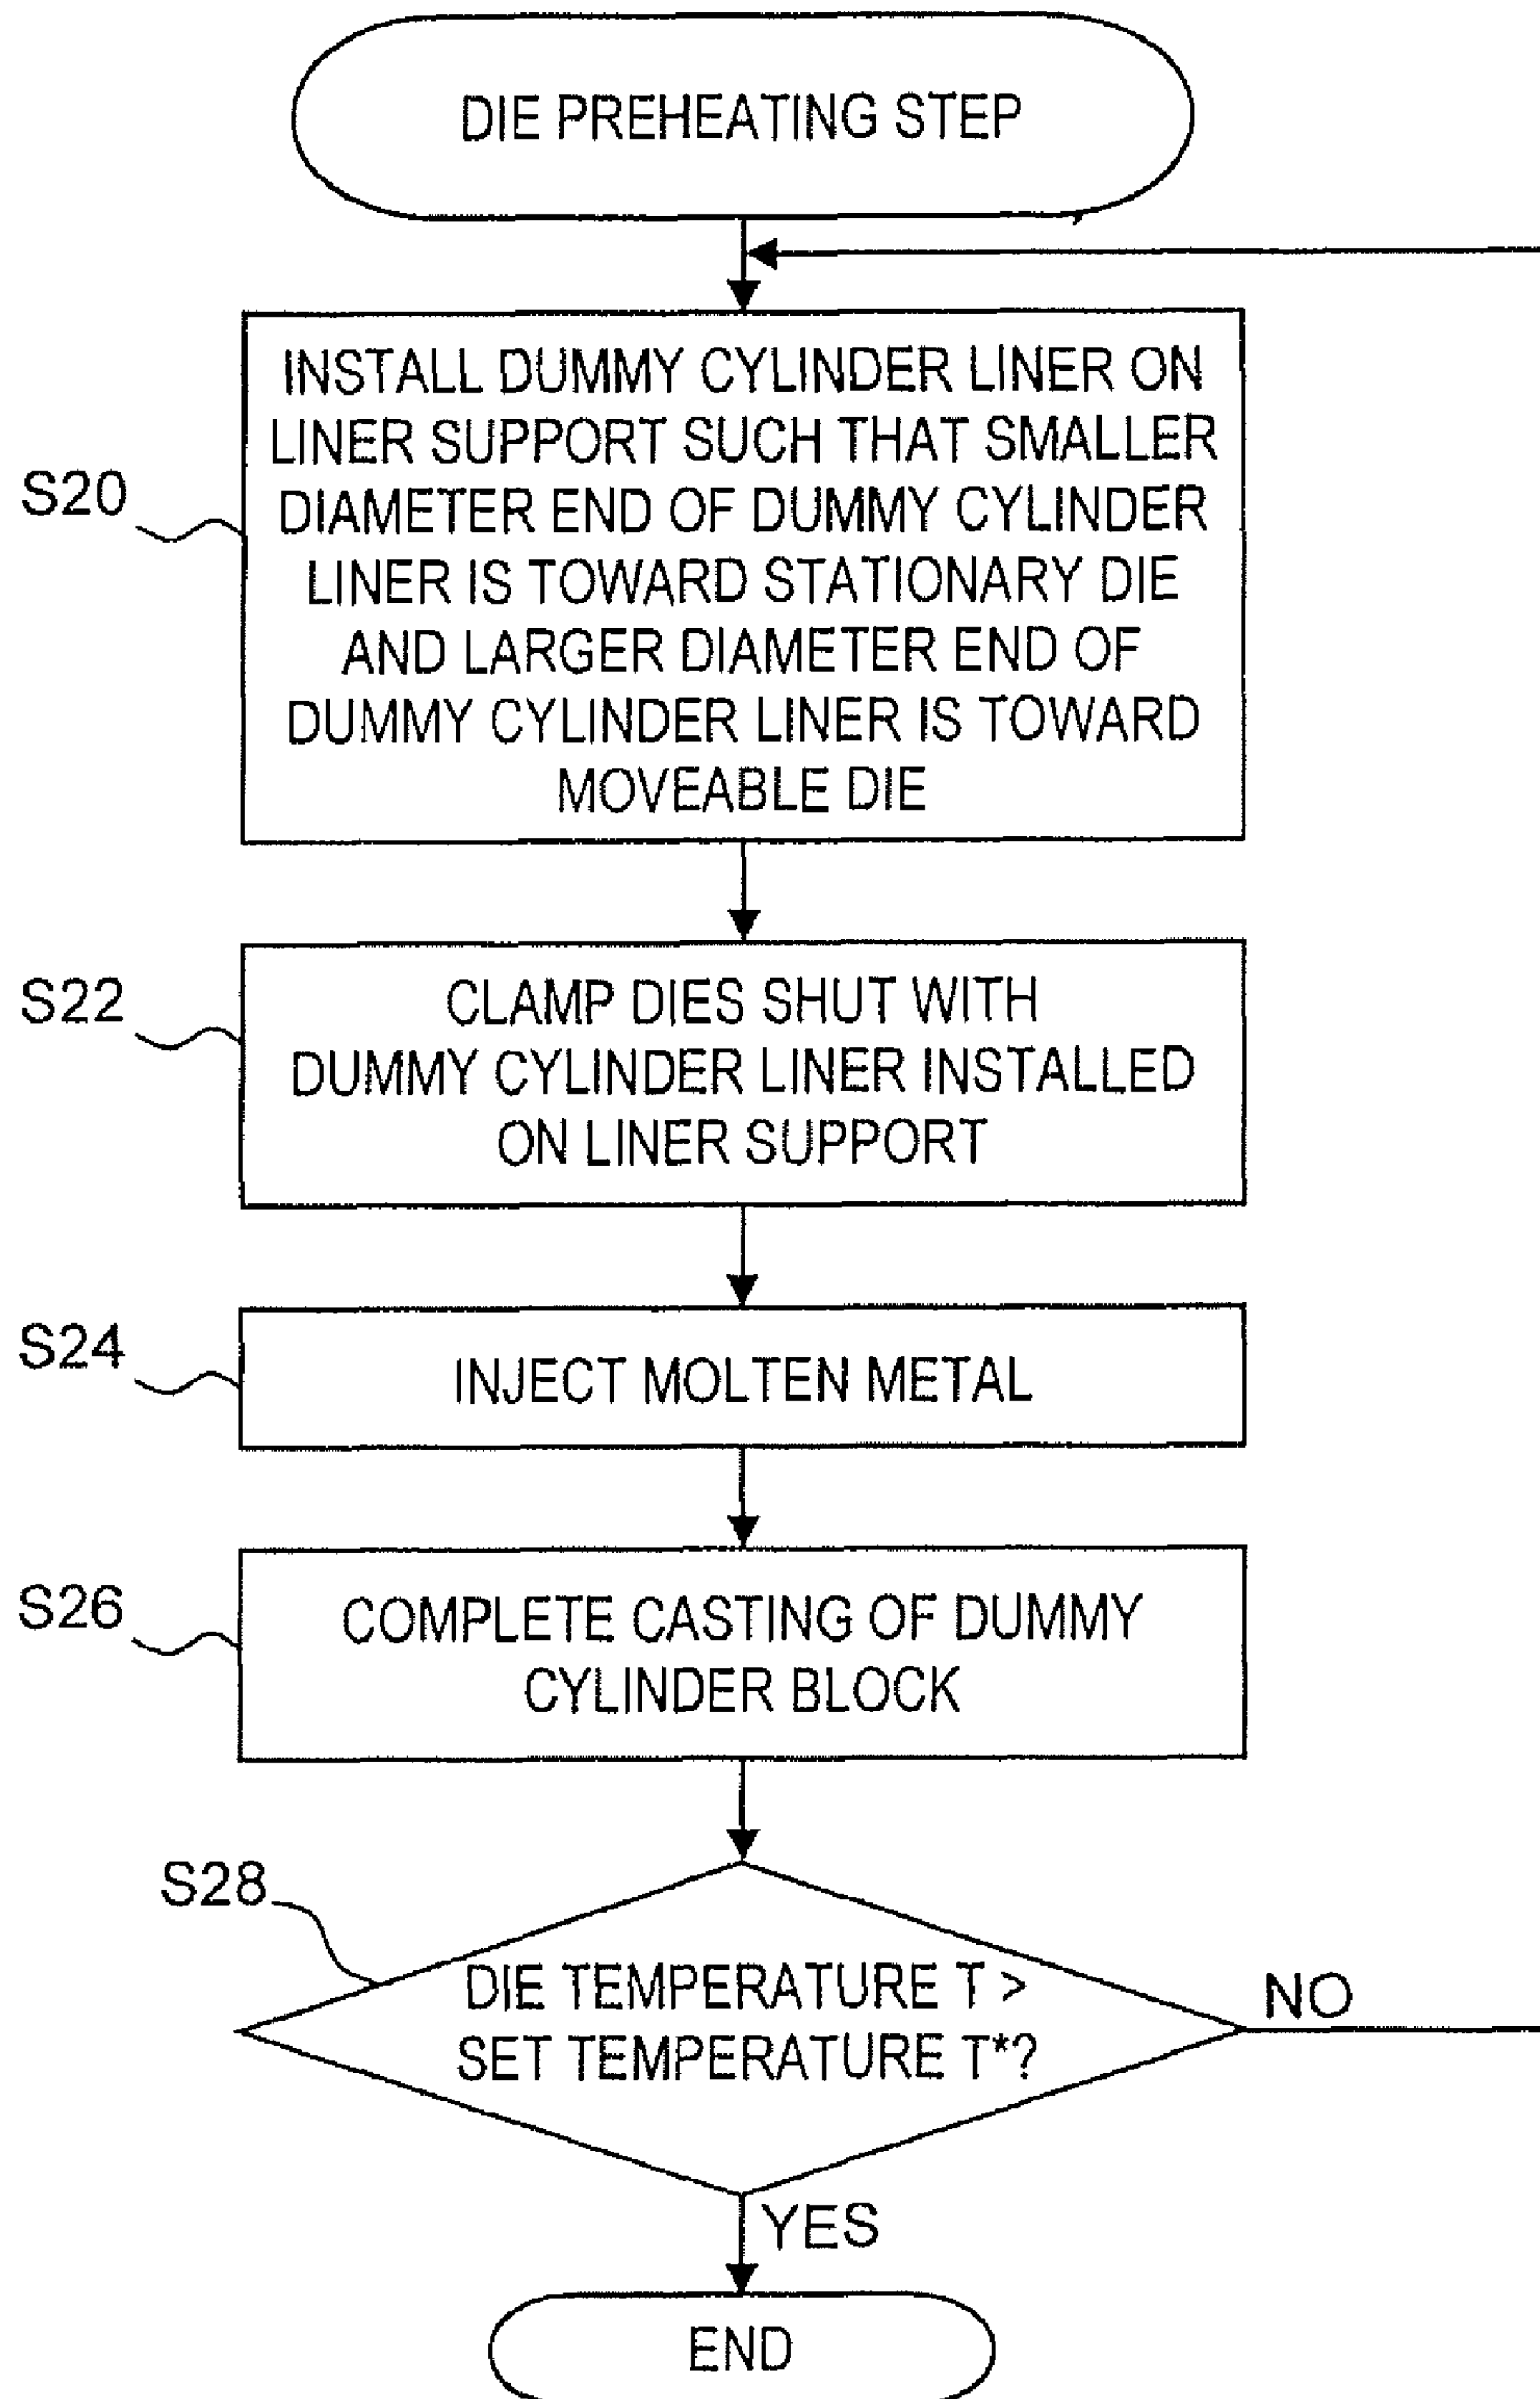 DIE PREHEATING STEP
S20
INSTALL DUMMY CYLINDER LINER ON
LINER SUPPORT SUCH THAT SMALLER
DIAMETER END OF DUMMY CYLINDER
LINER IS TOWARD STATIONARY DIE
AND LARGER DIAMETER END OF
DUMMY CYLINDER LINER IS TOWARD
MOVEABLE DIE
S22
CLAMP DIES SHUT WITH
DUMMY CYLINDER LINER INSTALLED
ON LINER SUPPORT
S24
INJECT MOLTEN METAL
S26
COMPLETE CASTING OF DUMMY
CYLINDER BLOCK
S28
DIE TEMPERATURE T >
SET TEMPERATURE T*?
NO
YES
END